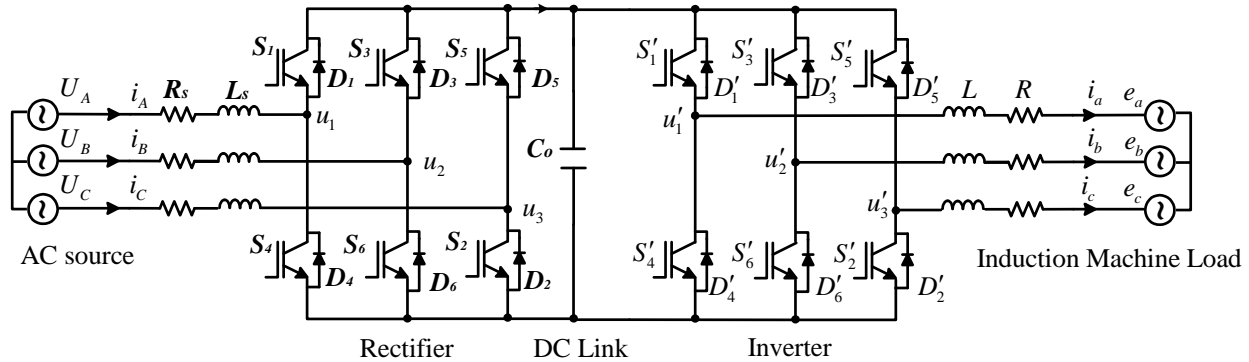 S1 S3 S5 S′1 S′3 S′5
D1 D3 D5 D′1 D′3 D′5
UA iA Rs Ls u1 u′1 L R ia ea
UB iB u2 Co u′2 ib eb
UC iC u3 u′3 ic ec
S4 S6 S2 S′4 S′6 S′2
D4 D6 D2 D′4 D′6 D′2
AC source Induction Machine Load
Rectifier DC Link Inverter